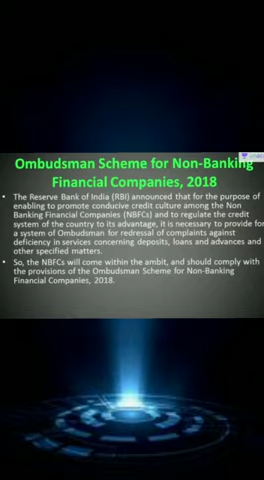 Ombudsman Scheme for Non-Banking
Financial Companies, 2018
• The Reserve Bank of India (RBI) announced that for the purpose of
enabling to promote conducive credit culture among the Non
Banking Financial Companies (NBFCs) and to regulate the credit
system of the country to its advantage, it is necessary to provide for
a system of Ombudsman for redressal of complaints against
deficiency in services concerning deposits, loans and advances and
other specified matters.
• So, the NBFCs will come within the ambit, and should comply with
the provisions of the Ombudsman Scheme for Non-Banking
Financial Companies, 2018.